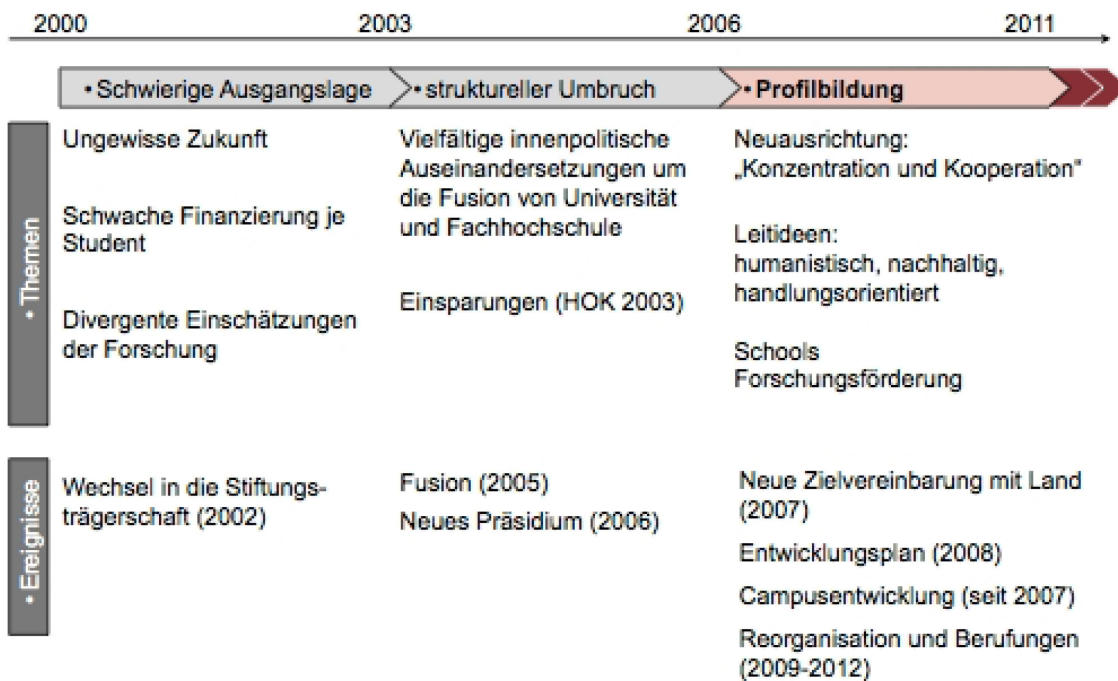 2000 2003 2006 2011
• Schwierige Ausgangslage • struktureller Umbruch • Profilbildung
• Themen
Ungewisse Zukunft
Schwache Finanzierung je
Student
Divergente Einschätzungen
der Forschung
Vielfältige innenpolitische
Auseinandersetzungen um
die Fusion von Universität
und Fachhochschule
Einsparungen (HOK 2003)
Neuausrichtung:
„Konzentration und Kooperation“
Leitideen:
humanistisch, nachhaltig,
handlungsorientiert
Schools
Forschungsförderung
• Ereignisse
Wechsel in die Stiftungs-
trägerschaft (2002)
Fusion (2005)
Neues Präsidium (2006)
Neue Zielvereinbarung mit Land
(2007)
Entwicklungsplan (2008)
Campusentwicklung (seit 2007)
Reorganisation und Berufungen
(2009-2012)